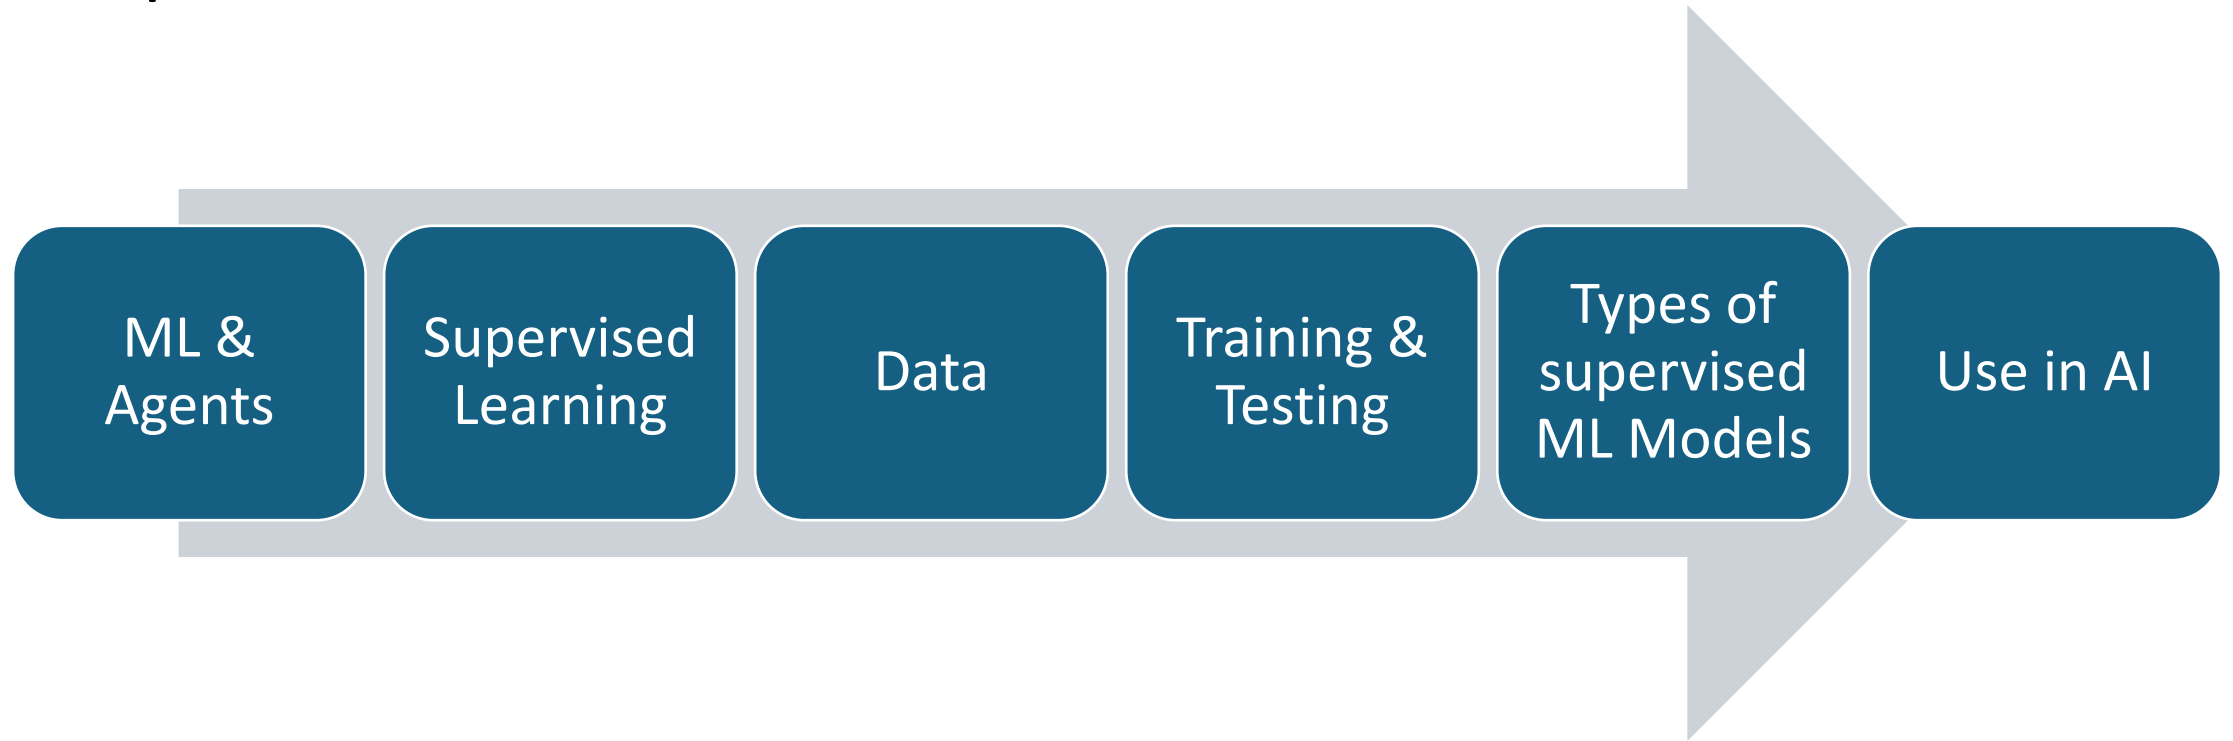 ML &
Agents
Supervised
Learning
Data
Training &
Testing
Types of
supervised
ML Models
Use in AI